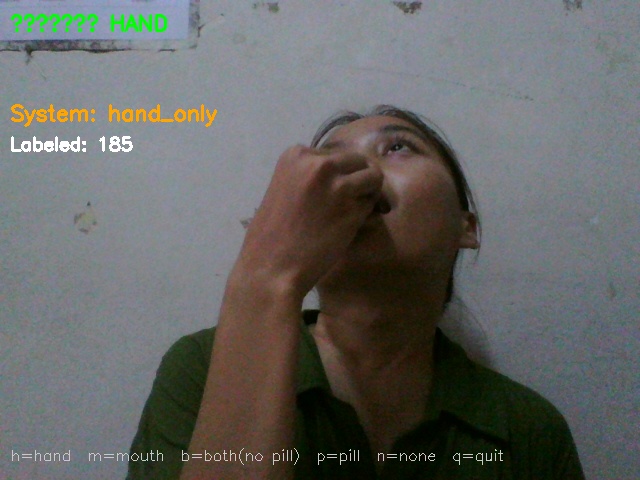 ??????? HAND
System: hand_only
Labeled: 185
h=hand m=mouth b=both(no pill) p=pill n=none q=quit